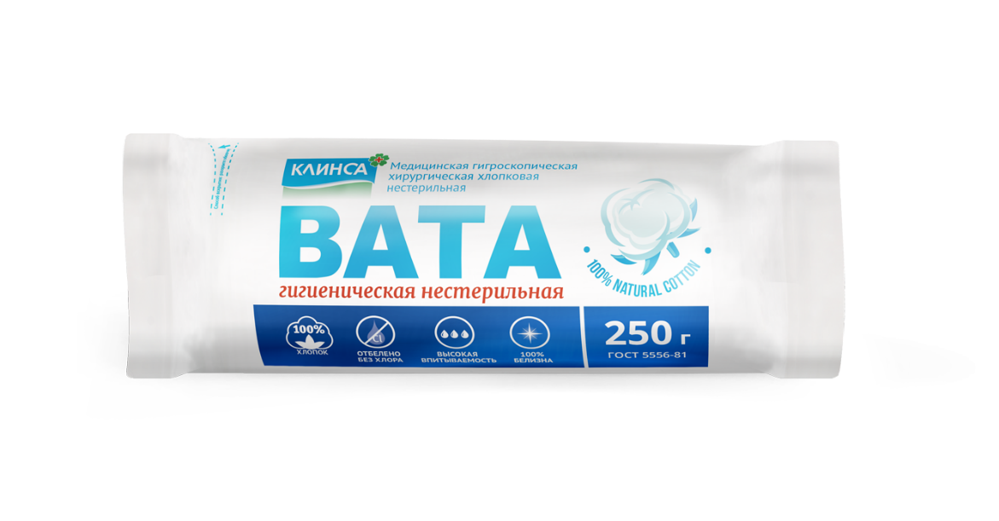 КЛИНСА
Медицинская гигроскопическая
хирургическая хлопковая
нестерильная
ВАТА
гигиеническая нестерильная
100% NATURAL COTTON
100%
ХЛОПОК
Cl
ОТБЕЛЕНО
БЕЗ ХЛОРА
ВЫСОКАЯ
ВПИТЫВАЕМОСТЬ
100%
БЕЛИЗНА
250 г
ГОСТ 5556-81